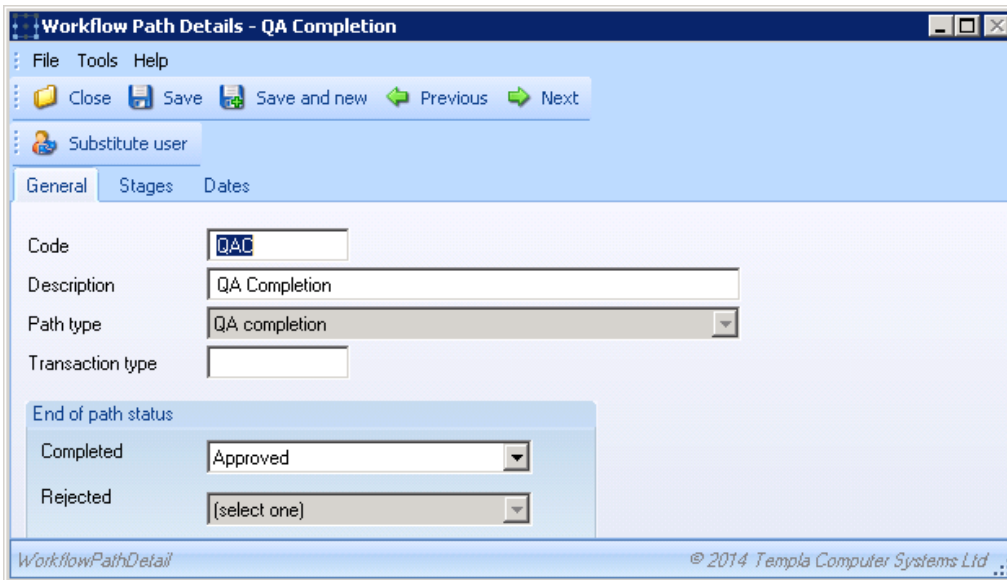 Workflow Path Details - QA Completion
File Tools Help
Close Save Save and new Previous Next
Substitute user
General Stages Dates
Code QAC
Description QA Completion
Path type QA completion
Transaction type
End of path status
Completed Approved
Rejected (select one)
WorkflowPathDetail © 2014 Templa Computer Systems Ltd